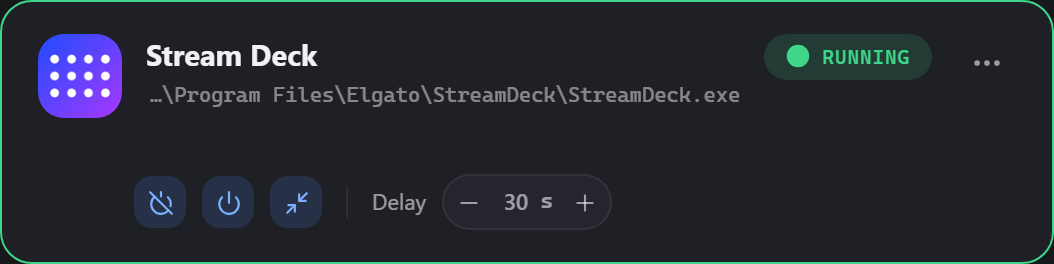 Stream Deck
RUNNING
…\Program Files\Elgato\StreamDeck\StreamDeck.exe
Delay
30 s